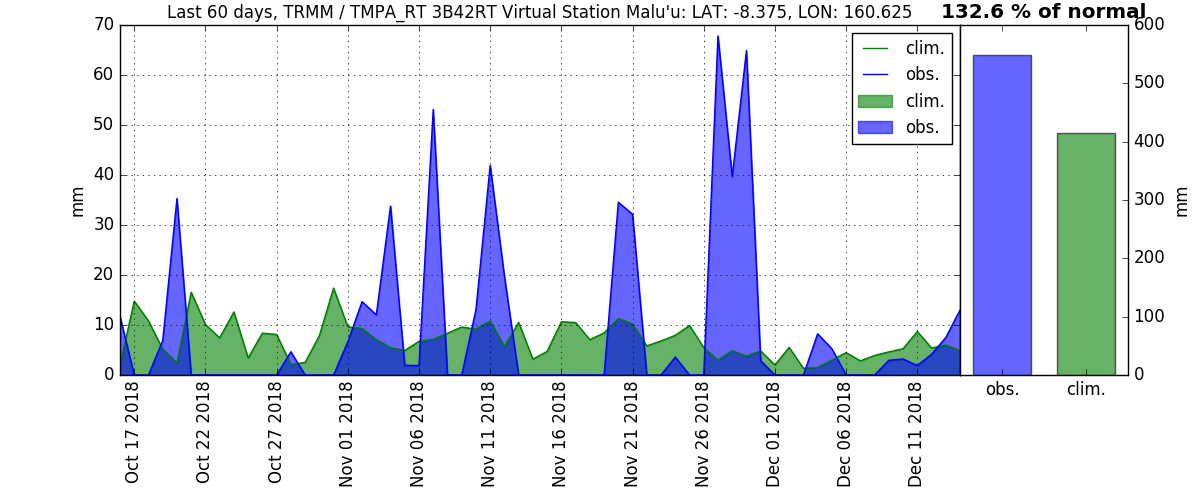 Last 60 days, TRMM / TMPA_RT 3B42RT Virtual Station Malu'u: LAT: -8.375, LON: 160.625
132.6 % of normal
70
60
50
40
30
20
10
0
mm
clim.
obs.
clim.
obs.
Oct 17 2018
Oct 22 2018
Oct 27 2018
Nov 01 2018
Nov 06 2018
Nov 11 2018
Nov 16 2018
Nov 21 2018
Nov 26 2018
Dec 01 2018
Dec 06 2018
Dec 11 2018
600
500
400
300
200
100
0
mm
obs.
clim.